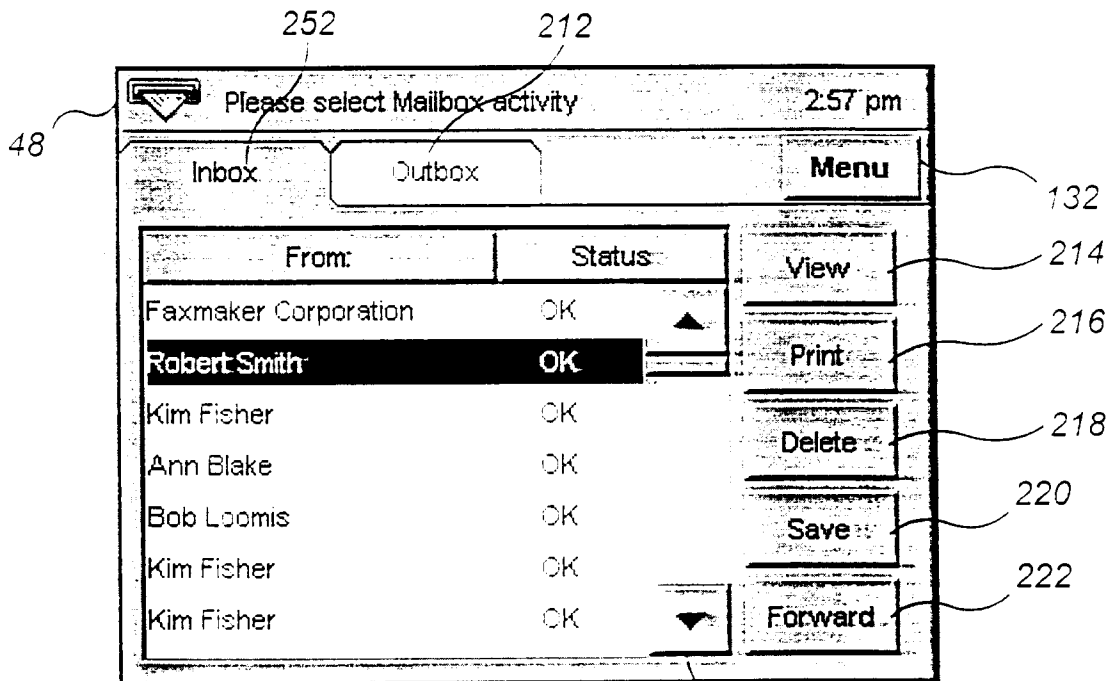 252 212
48
Please select Mailbox activity 2:57 pm
Inbox Outbox Menu
132
From: Status
View 214
Faxmaker Corporation OK
Print 216
Robert Smith OK
Kim Fisher OK
Delete 218
Ann Blake OK
Bob Loomis OK
Save 220
Kim Fisher OK
Kim Fisher OK
Forward 222